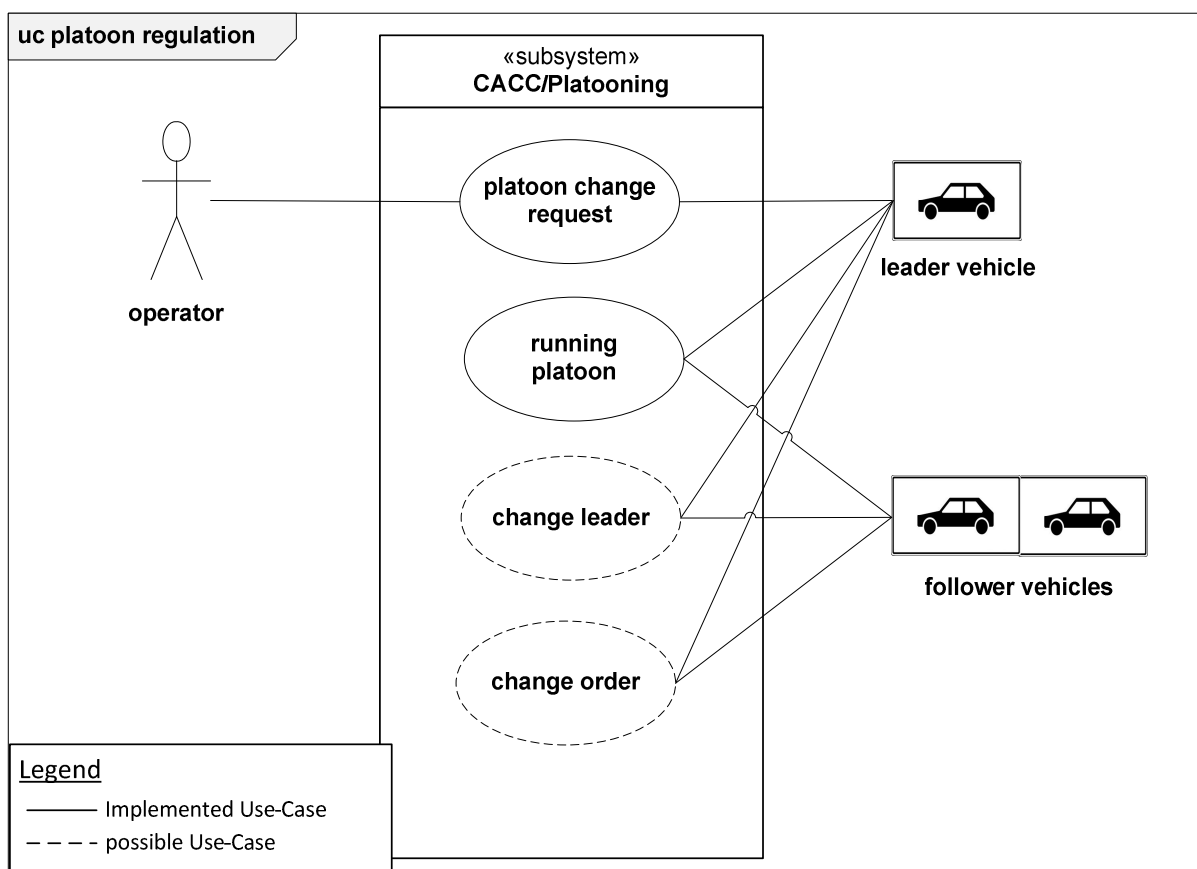 uc platoon regulation
«subsystem»
CACC/Platooning
platoon change
request
operator
leader vehicle
running
platoon
change leader
follower vehicles
change order
Legend
Implemented Use-Case
possible Use-Case